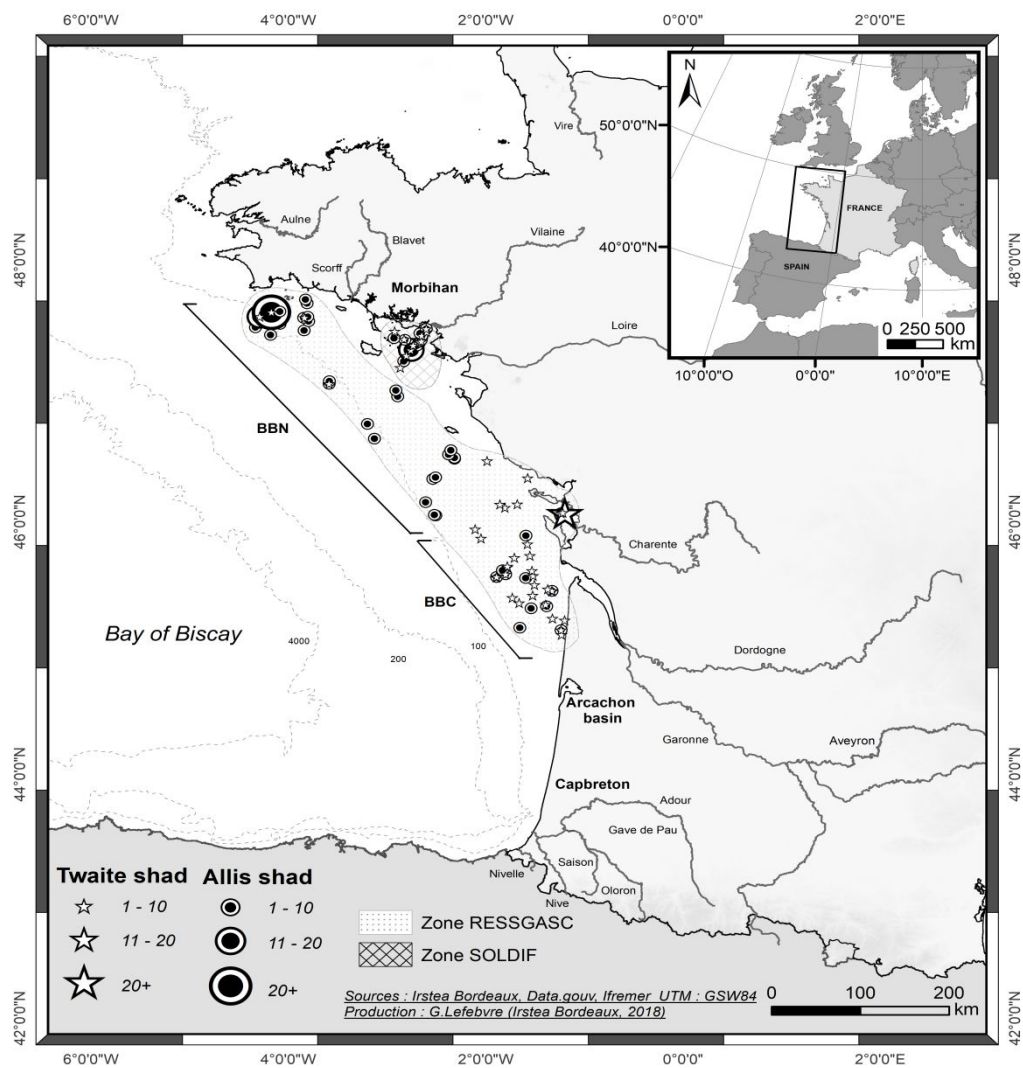 6°0'0"W 4°0'0"W 2°0'0"W 0°0'0" 2°0'0"E
N
50°0'0"N
40°0'0"N
FRANCE
SPAIN
0 250 500
km
10°0'0"O 0°0'0"E 10°0'0"E
Vire
48°0'0"N 48°0'0"N
Aulne
Blavet
Scorff
Vilaine
Morbihan
Loire
BBN
46°0'0"N 46°0'0"N
Charente
BBC
Bay of Biscay
4000
200
100
Dordogne
Arcachon
basin
Garonne
Aveyron
44°0'0"N 44°0'0"N
Capbreton
Adour
Gave de Pau
Saison
Nivelle
Oloron
Nive
Twaite shad Allis shad
1 - 10 1 - 10
11 - 20 11 - 20
20+ 20+
Zone RESSGASC
Zone SOLDIF
Sources : Irstea Bordeaux, Data.gouv, Ifremer UTM : GSW84
Production : G.Lefebvre (Irstea Bordeaux, 2018)
0 100 200
km
42°0'0"N 42°0'0"N
6°0'0"W 4°0'0"W 2°0'0"W 0°0'0" 2°0'0"E